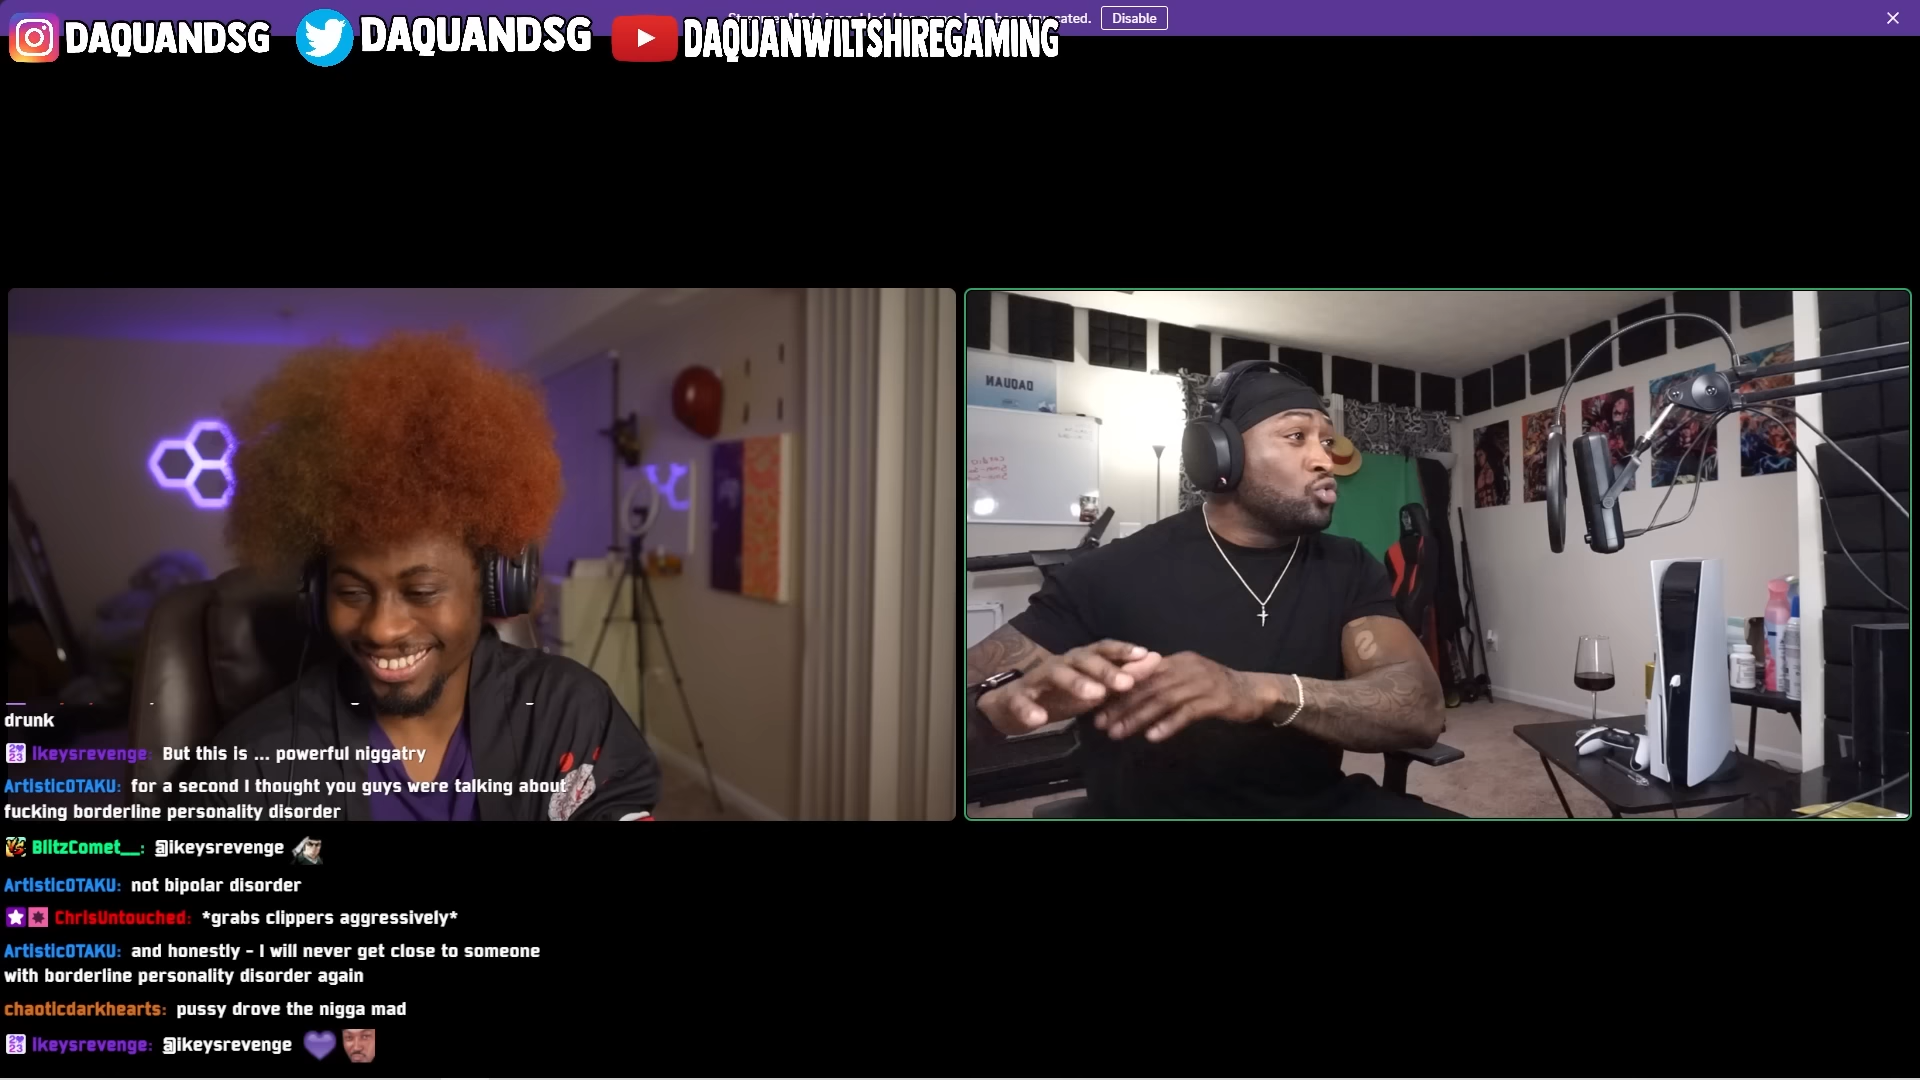 DAQUANDSG
DAQUANDSG
DAQUANWILTSHIREGAMING
Disable
DAQUAN
drunk
Ikeysrevenge: But this is ... powerful niggatry
ArtisticOTAKU: for a second I thought you guys were talking about
fucking borderline personality disorder
BlitzComet__: @ikeysrevenge
ArtisticOTAKU: not bipolar disorder
ChrisUntouched: *grabs clippers aggressively*
ArtisticOTAKU: and honestly - I will never get close to someone
with borderline personality disorder again
chaoticdarkhearts: pussy drove the nigga mad
Ikeysrevenge: @ikeysrevenge